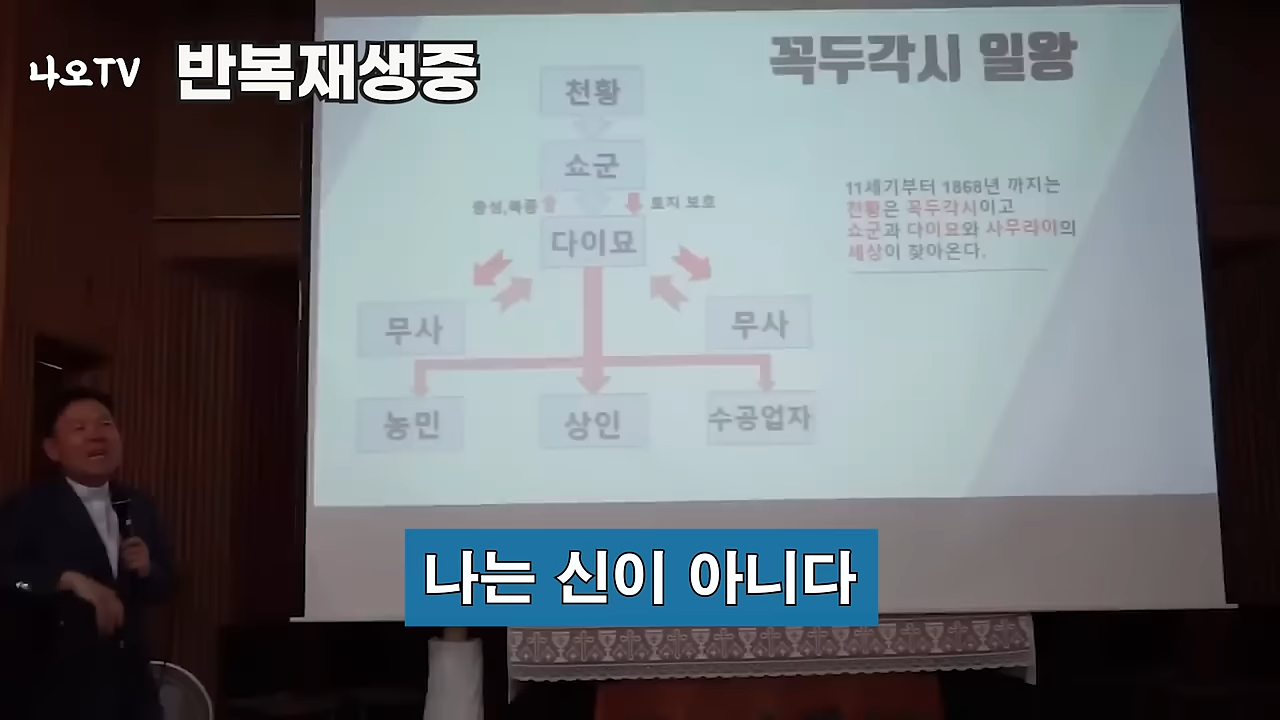 나오TV 반복재생중
꼭두각시 일왕
천황
쇼군
충성,복종
토지 보호
다이묘
무사
무사
농민
상인
수공업자
11세기부터 1868년 까지는
천황은 꼭두각시이고
쇼군과 다이묘와 사무라이의
세상이 찾아온다.
나는 신이 아니다